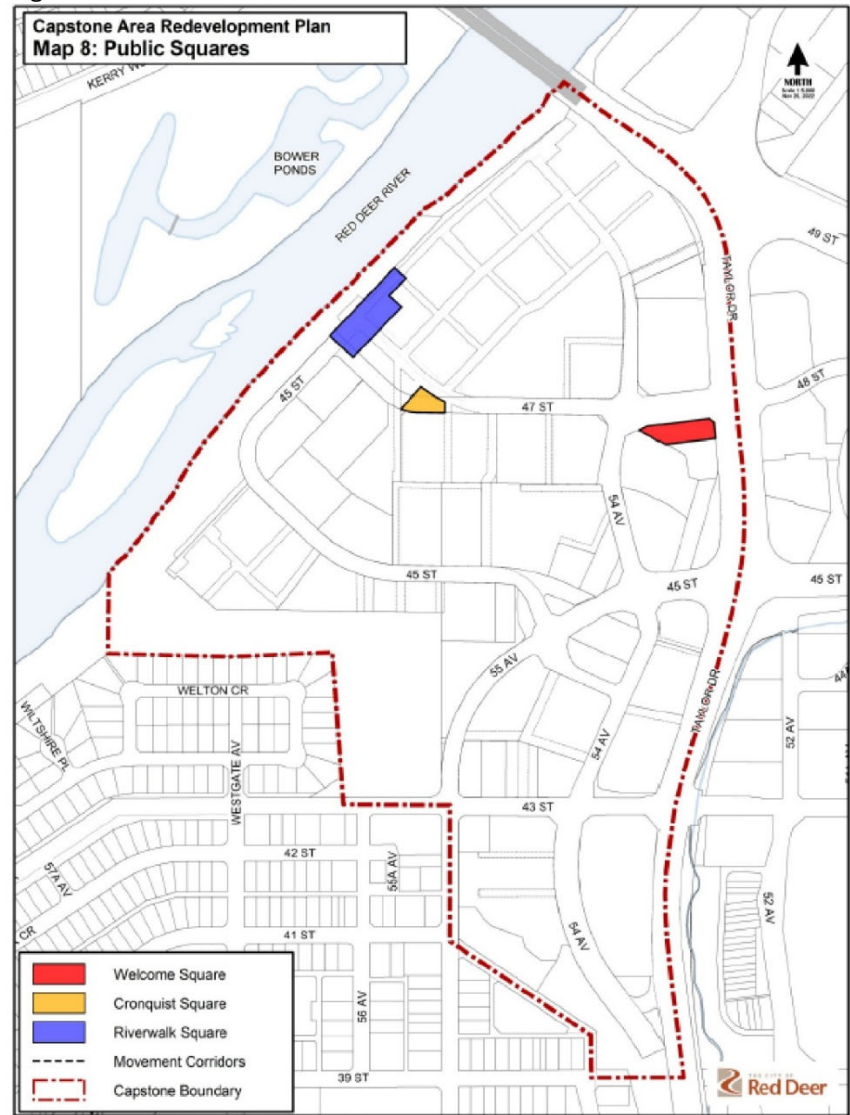 Capstone Area Redevelopment Plan
Map 8: Public Squares
NORTH
KERRY
BOWER
PONDS
RED DEER RIVER
49 ST
TAYLOR DR
48 ST
45 ST
47 ST
54 AV
45 ST
45 ST
45 ST
55 AV
WELTON CR
WILTSHIRE PL
WESTGATE AV
54 AV
TAYLOR DR
52 AV
43 ST
42 ST
55A AV
57A AV
CR
41 ST
54 AV
52 AV
56 AV
39 ST
Welcome Square
Cronquist Square
Riverwalk Square
Movement Corridors
Capstone Boundary
THE CITY OF
Red Deer